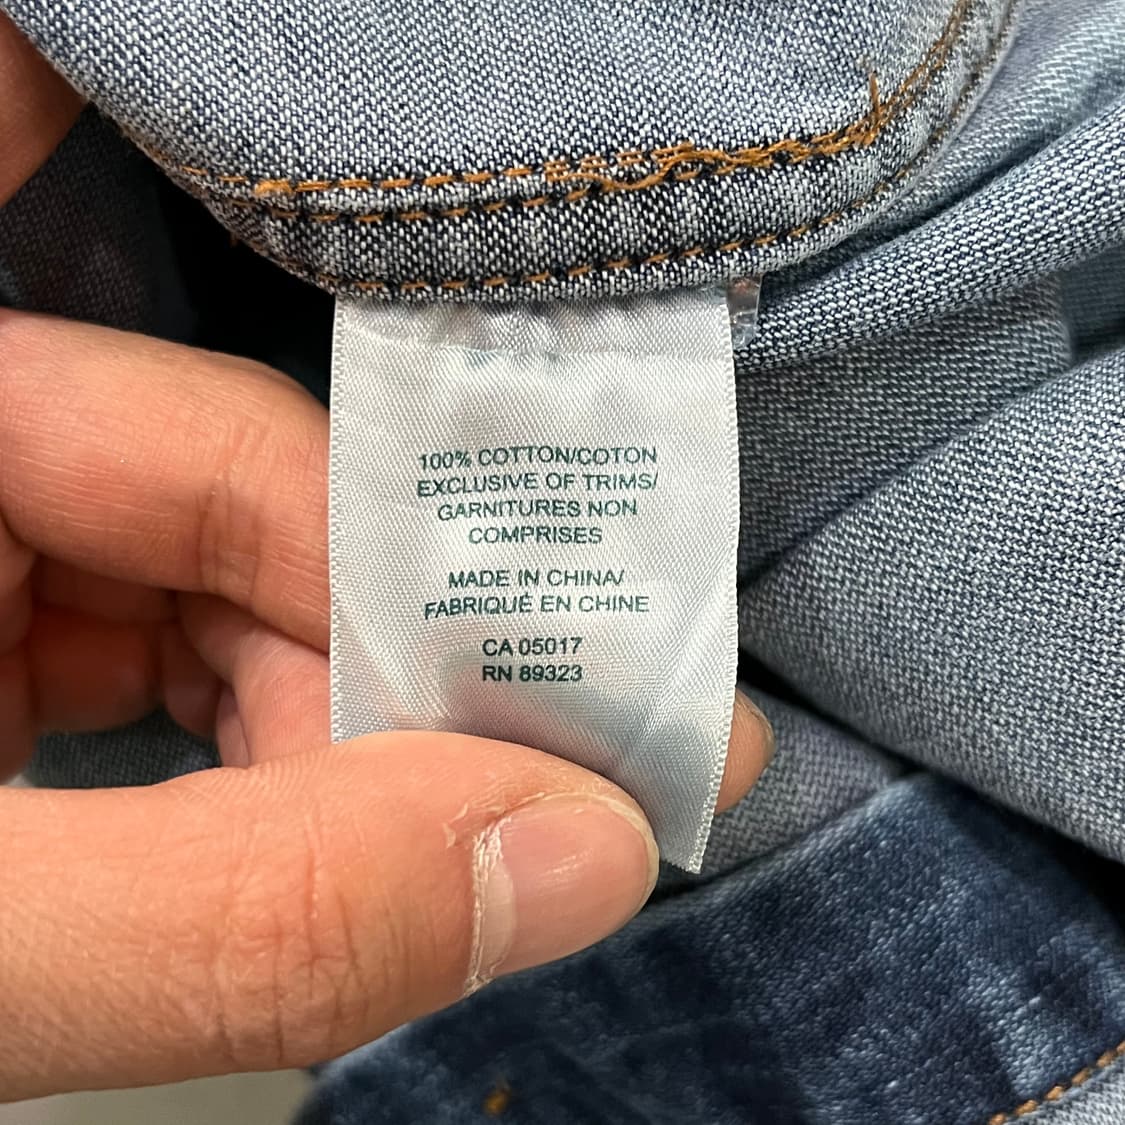 100% COTTON/COTON
EXCLUSIVE OF TRIMS/
GARNITURES NON
COMPRISES
MADE IN CHINA/
FABRIQUÉ EN CHINE
CA 05017
RN 89323